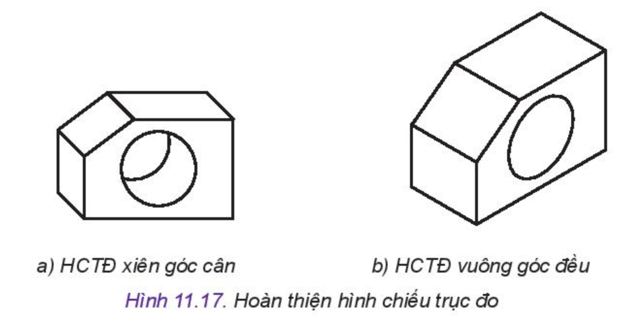 a) HCTĐ xiên góc cân
b) HCTĐ vuông góc đều
Hình 11.17. Hoàn thiện hình chiếu trục đo